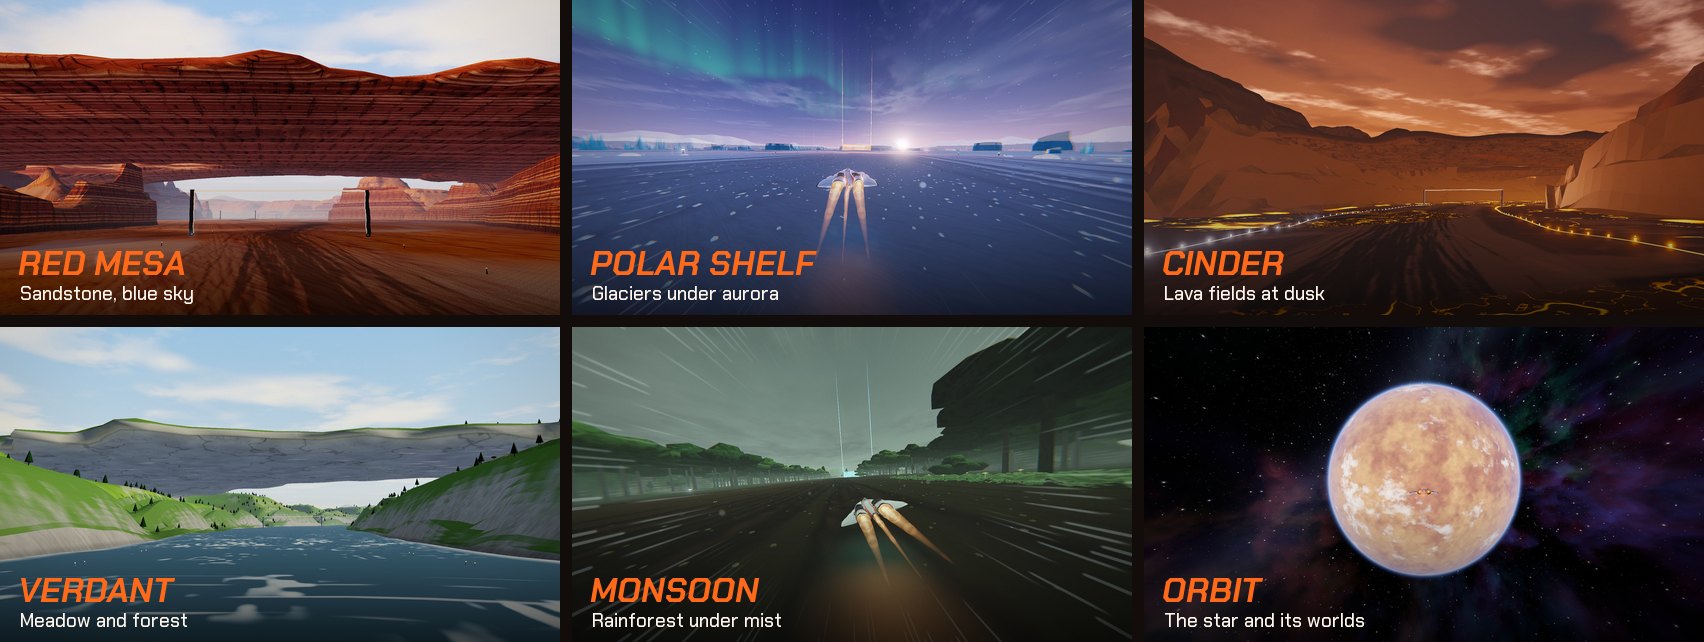 RED MESA
Sandstone, blue sky
POLAR SHELF
Glaciers under aurora
CINDER
Lava fields at dusk
VERDANT
Meadow and forest
MONSOON
Rainforest under mist
ORBIT
The star and its worlds